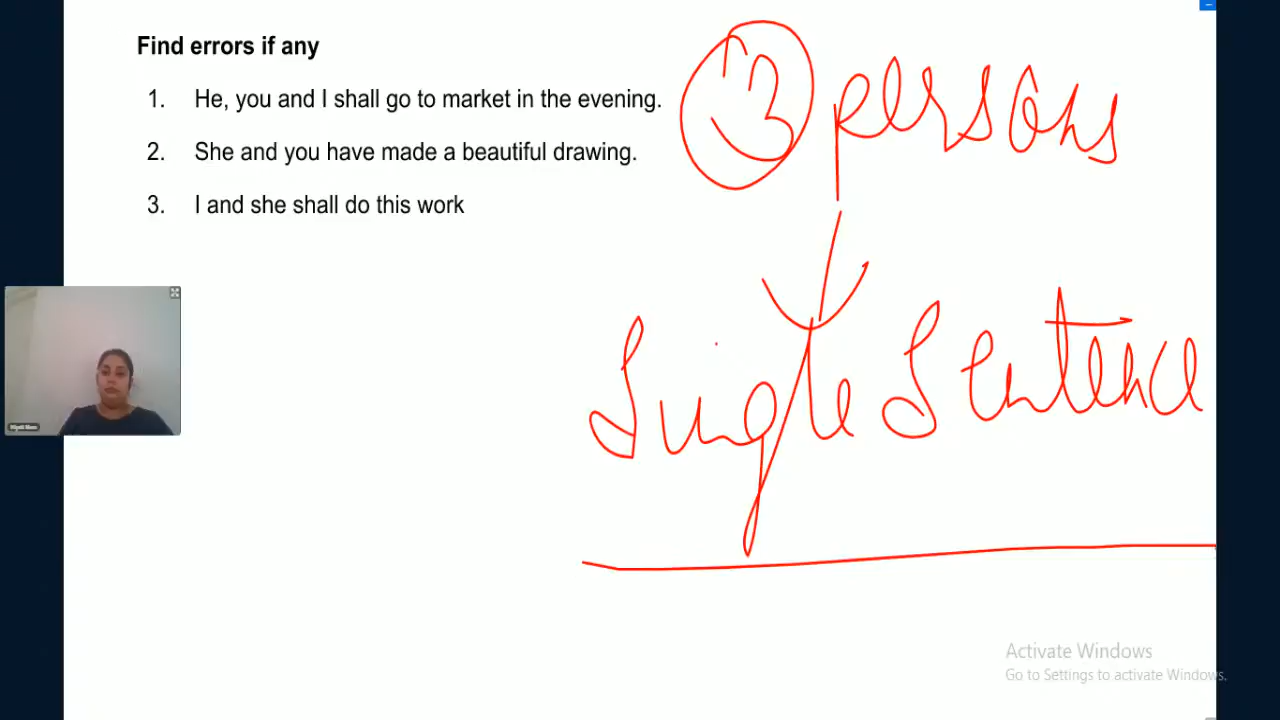 Find errors if any
1. He, you and I shall go to market in the evening.
2. She and you have made a beautiful drawing.
3. I and she shall do this work
3 persons
Single Sentence
Activate Windows
Go to Settings to activate Windows.